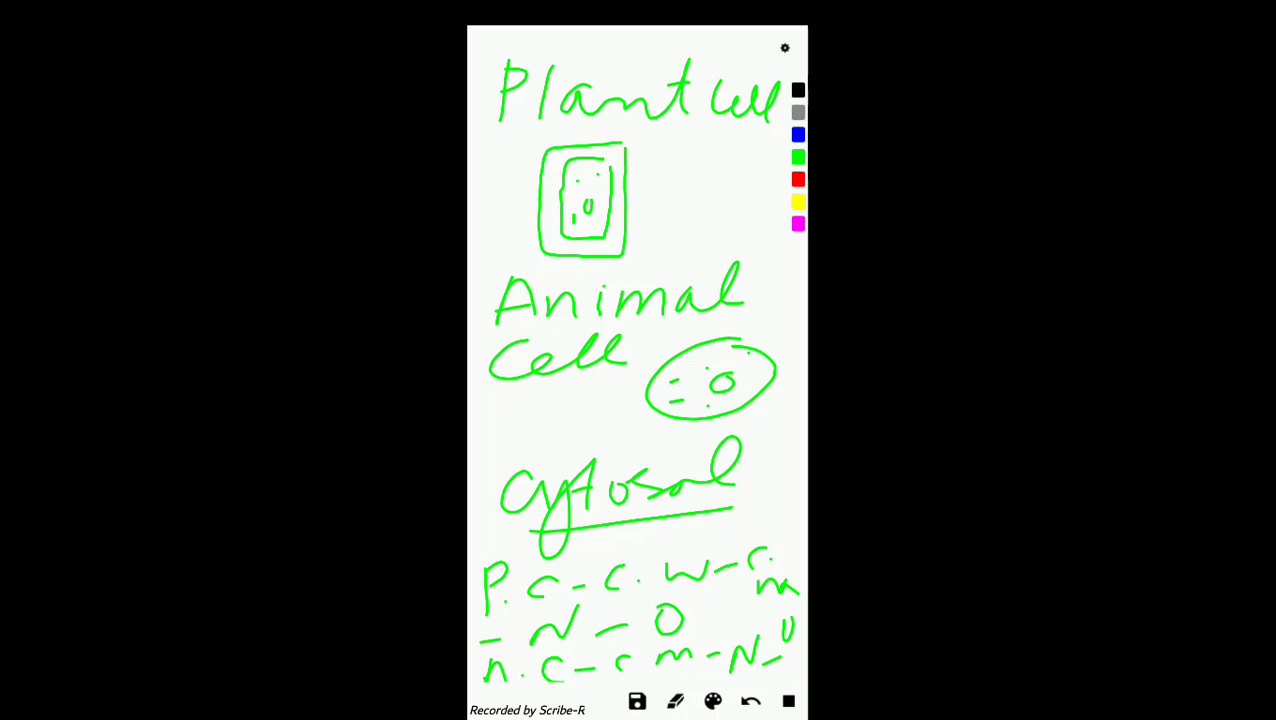 Plant cell
Animal
Cell
Cytosol
P. C - C. W - C.
m
- N - O
n. C - C m - N - O
Recorded by Scribe-R